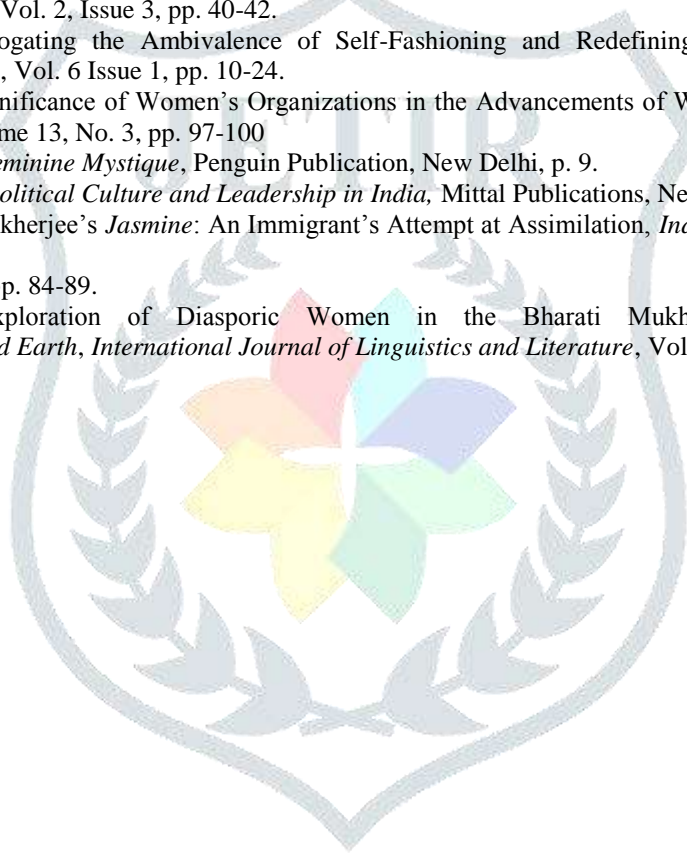 Vol. 2, Issue 3, pp. 40-42.
ogating the Ambivalence of Self-Fashioning and Redefining
, Vol. 6 Issue 1, pp. 10-24.
nificance of Women's Organizations in the Advancements of W
me 13, No. 3, pp. 97-100
eminine Mystique, Penguin Publication, New Delhi, p. 9.
olitical Culture and Leadership in India, Mittal Publications, Ne
kherjee's Jasmine: An Immigrant's Attempt at Assimilation, Ind
p. 84-89.
xploration of Diasporic Women in the Bharati Mukh
d Earth, International Journal of Linguistics and Literature, Vol
JETIR